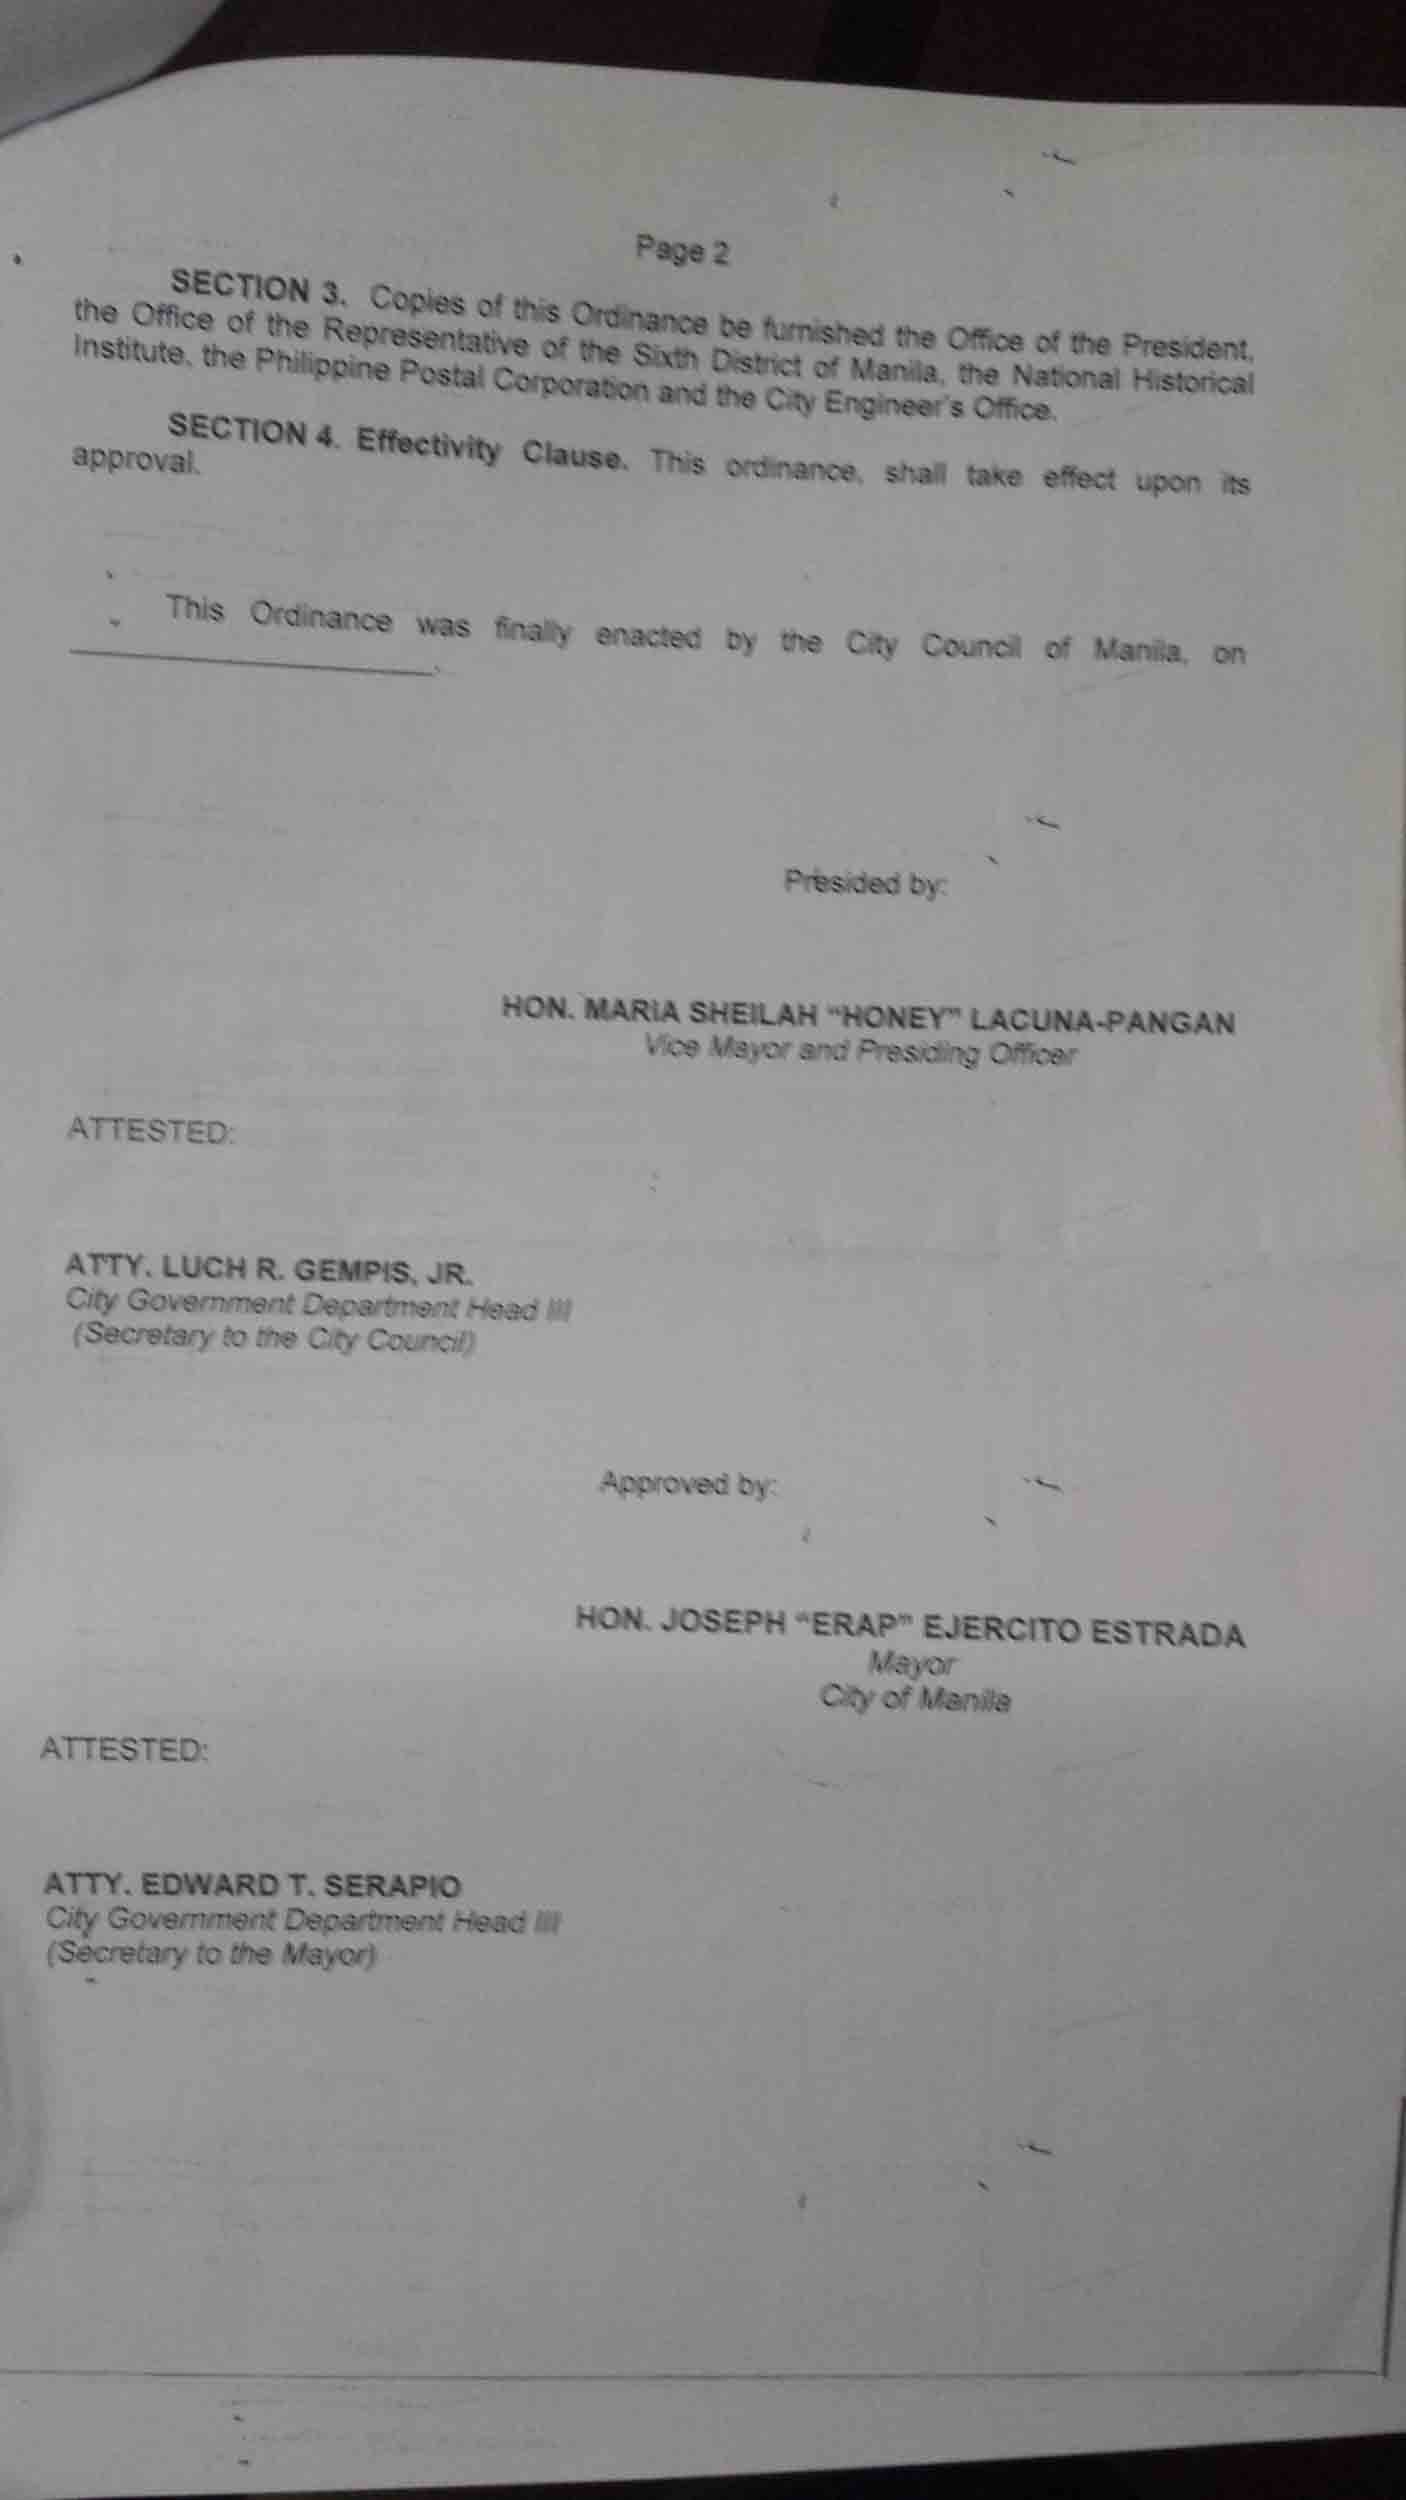 Page 2
SECTION 3. Copies of this Ordinance be furnished the Office of the President,
the Office of the Representative of the Sixth District of Manila, the National Historical
Institute, the Philippine Postal Corporation and the City Engineer's Office.
SECTION 4. Effectivity Clause. This ordinance, shall take effect upon its
approval.
This Ordinance was finally enacted by the City Council of Manila, on
____________________.
Presided by:
HON. MARIA SHEILAH “HONEY” LACUNA-PANGAN
Vice Mayor and Presiding Officer
ATTESTED:
ATTY. LUCH R. GEMPIS, JR.
City Government Department Head III
(Secretary to the City Council)
Approved by:
HON. JOSEPH “ERAP” EJERCITO ESTRADA
Mayor
City of Manila
ATTESTED:
ATTY. EDWARD T. SERAPIO
City Government Department Head III
(Secretary to the Mayor)